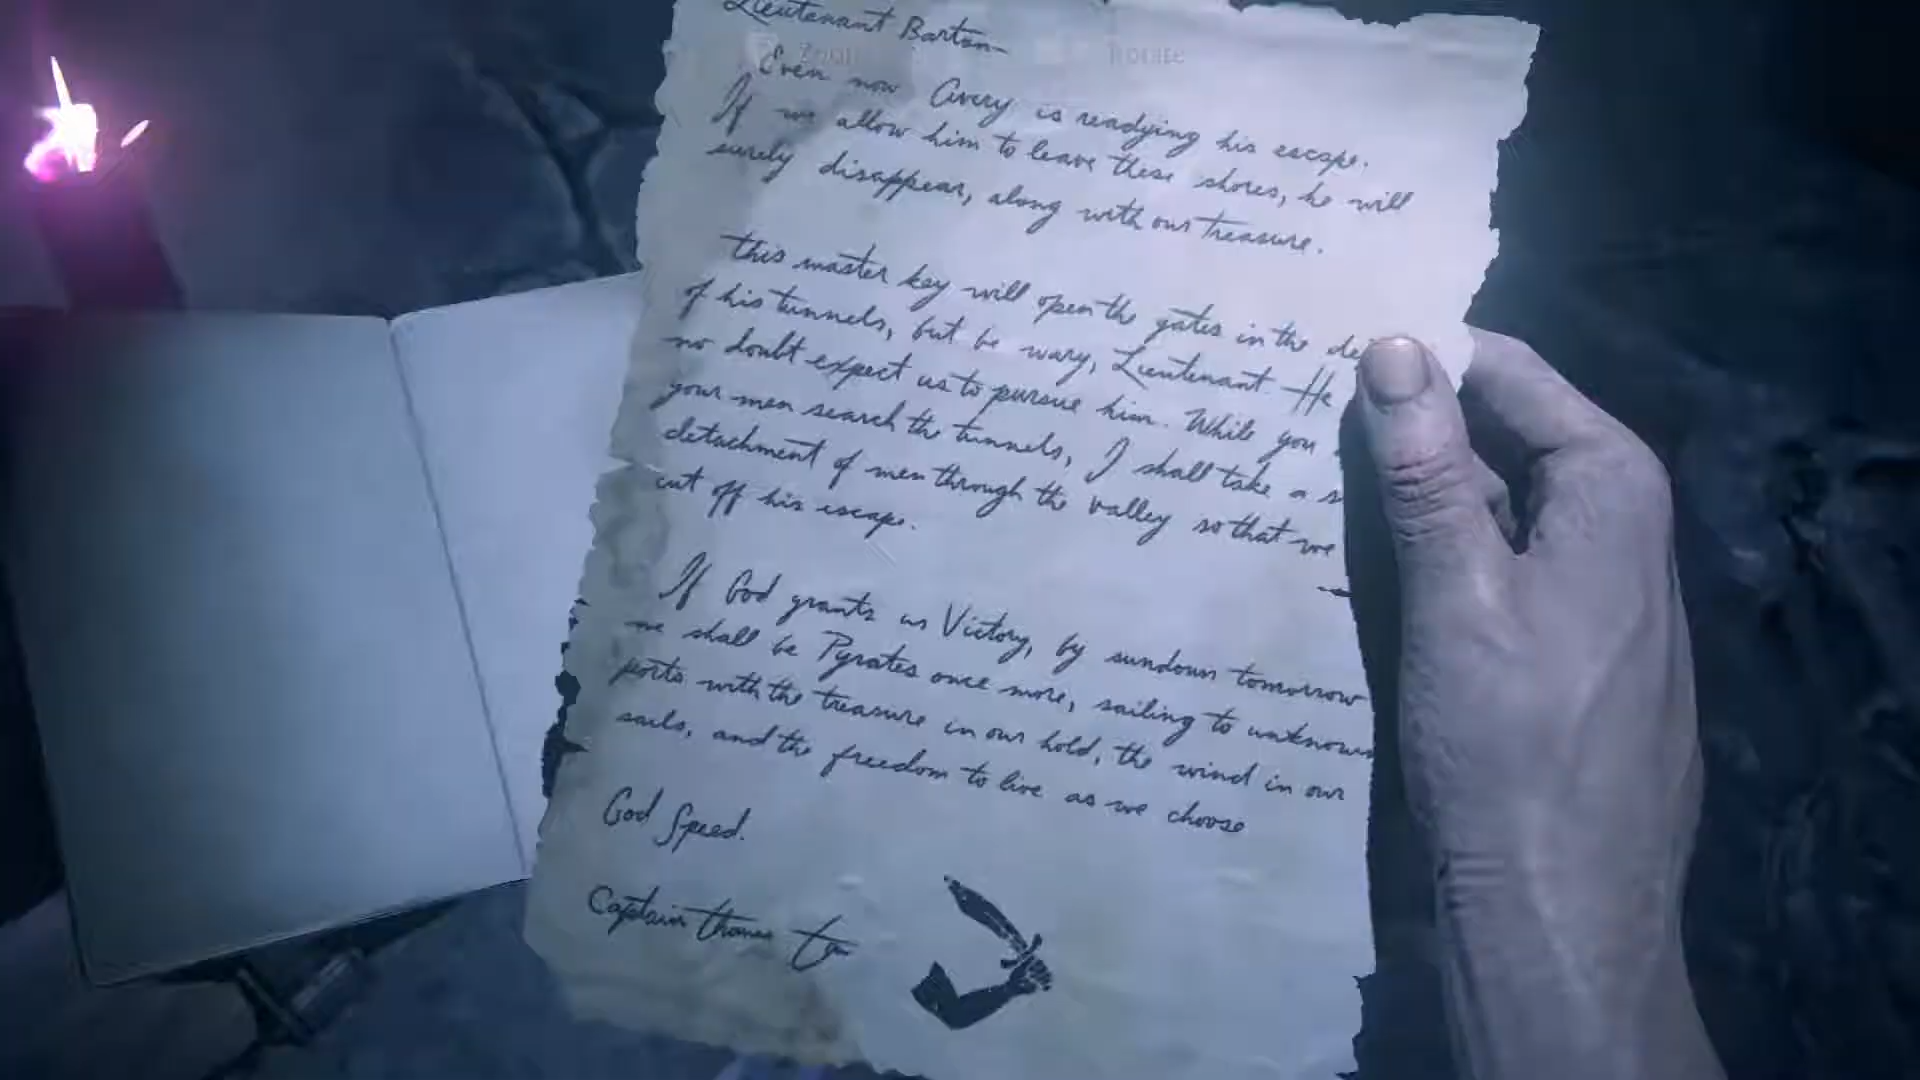 Lieutenant Barton
Zoom
Rotate
Even now Avery is readying his escape.
If we allow him to leave these shores, he will
surely disappear, along with our treasure.
This master key will open the gates in the de
of his tunnels, but be wary, Lieutenant. He
no doubt expect us to pursue him. While you
your men search the tunnels, I shall take a s
detachment of men through the valley so that we
cut off his escape.
If God grants us Victory, by sundown tomorrow
we shall be Pyrates once more, sailing to unknown
ports with the treasure in our hold, the wind in our
sails, and the freedom to live as we choose
God Speed.
Captain Thomas Tew